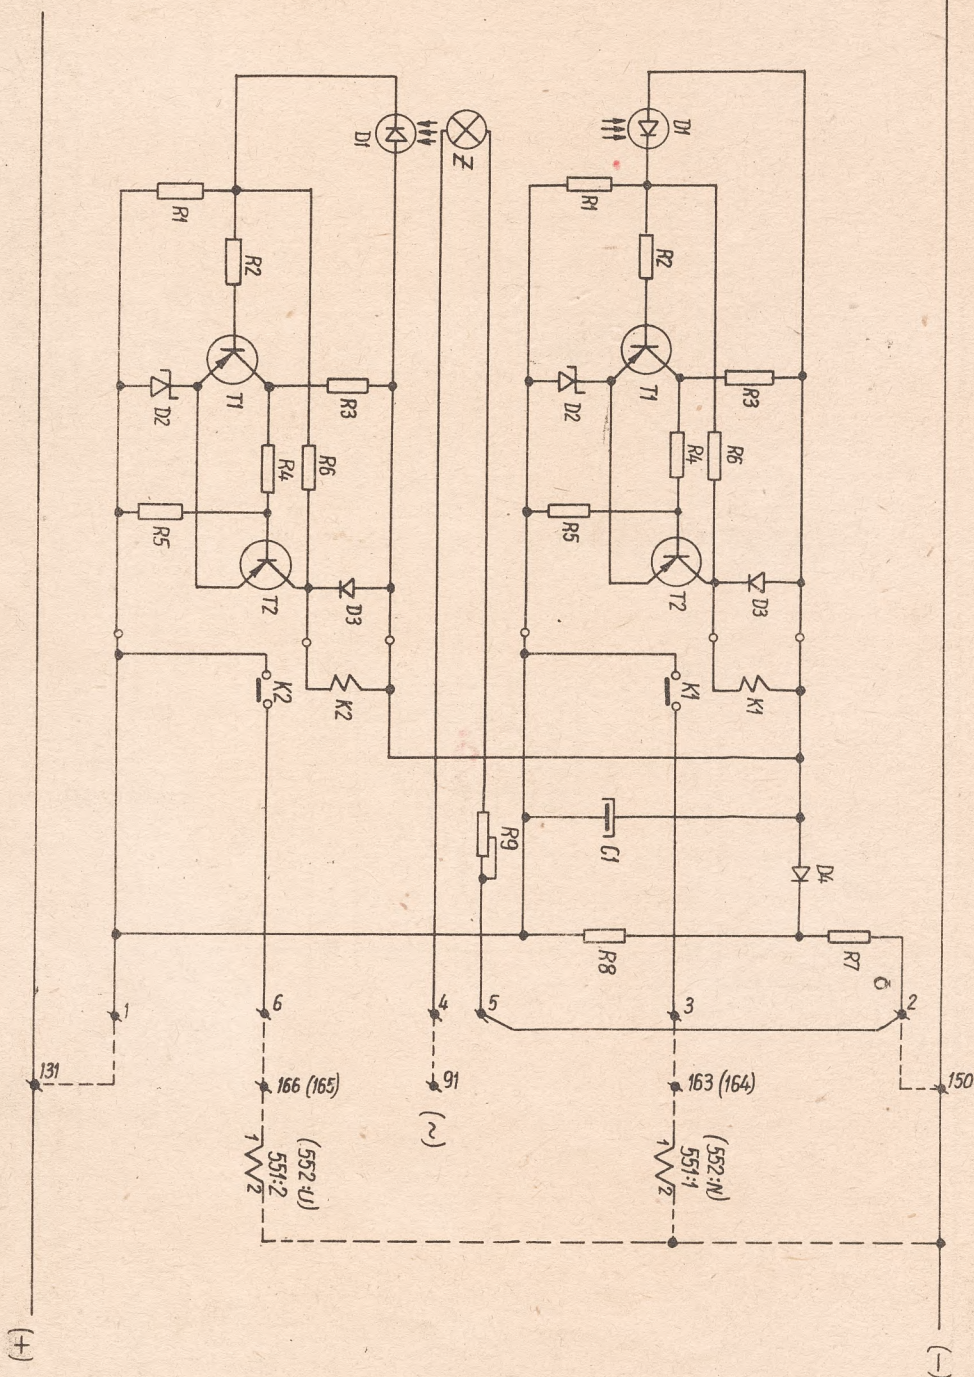 D1
Z
D1
R1
R1
R2
R2
T1
T1
D2
D2
R3
R3
R4
R4
R6
R6
R5
R5
T2
T2
D3
D3
K2
K2
K1
K1
R9
C1
D4
R8
R7
1
6
4
5
3
2
131
166 (165)
91
163 (164)
150
(~)
1
2
551:2
(552:U)
1
2
551:1
(552:N)
(+)
(-)